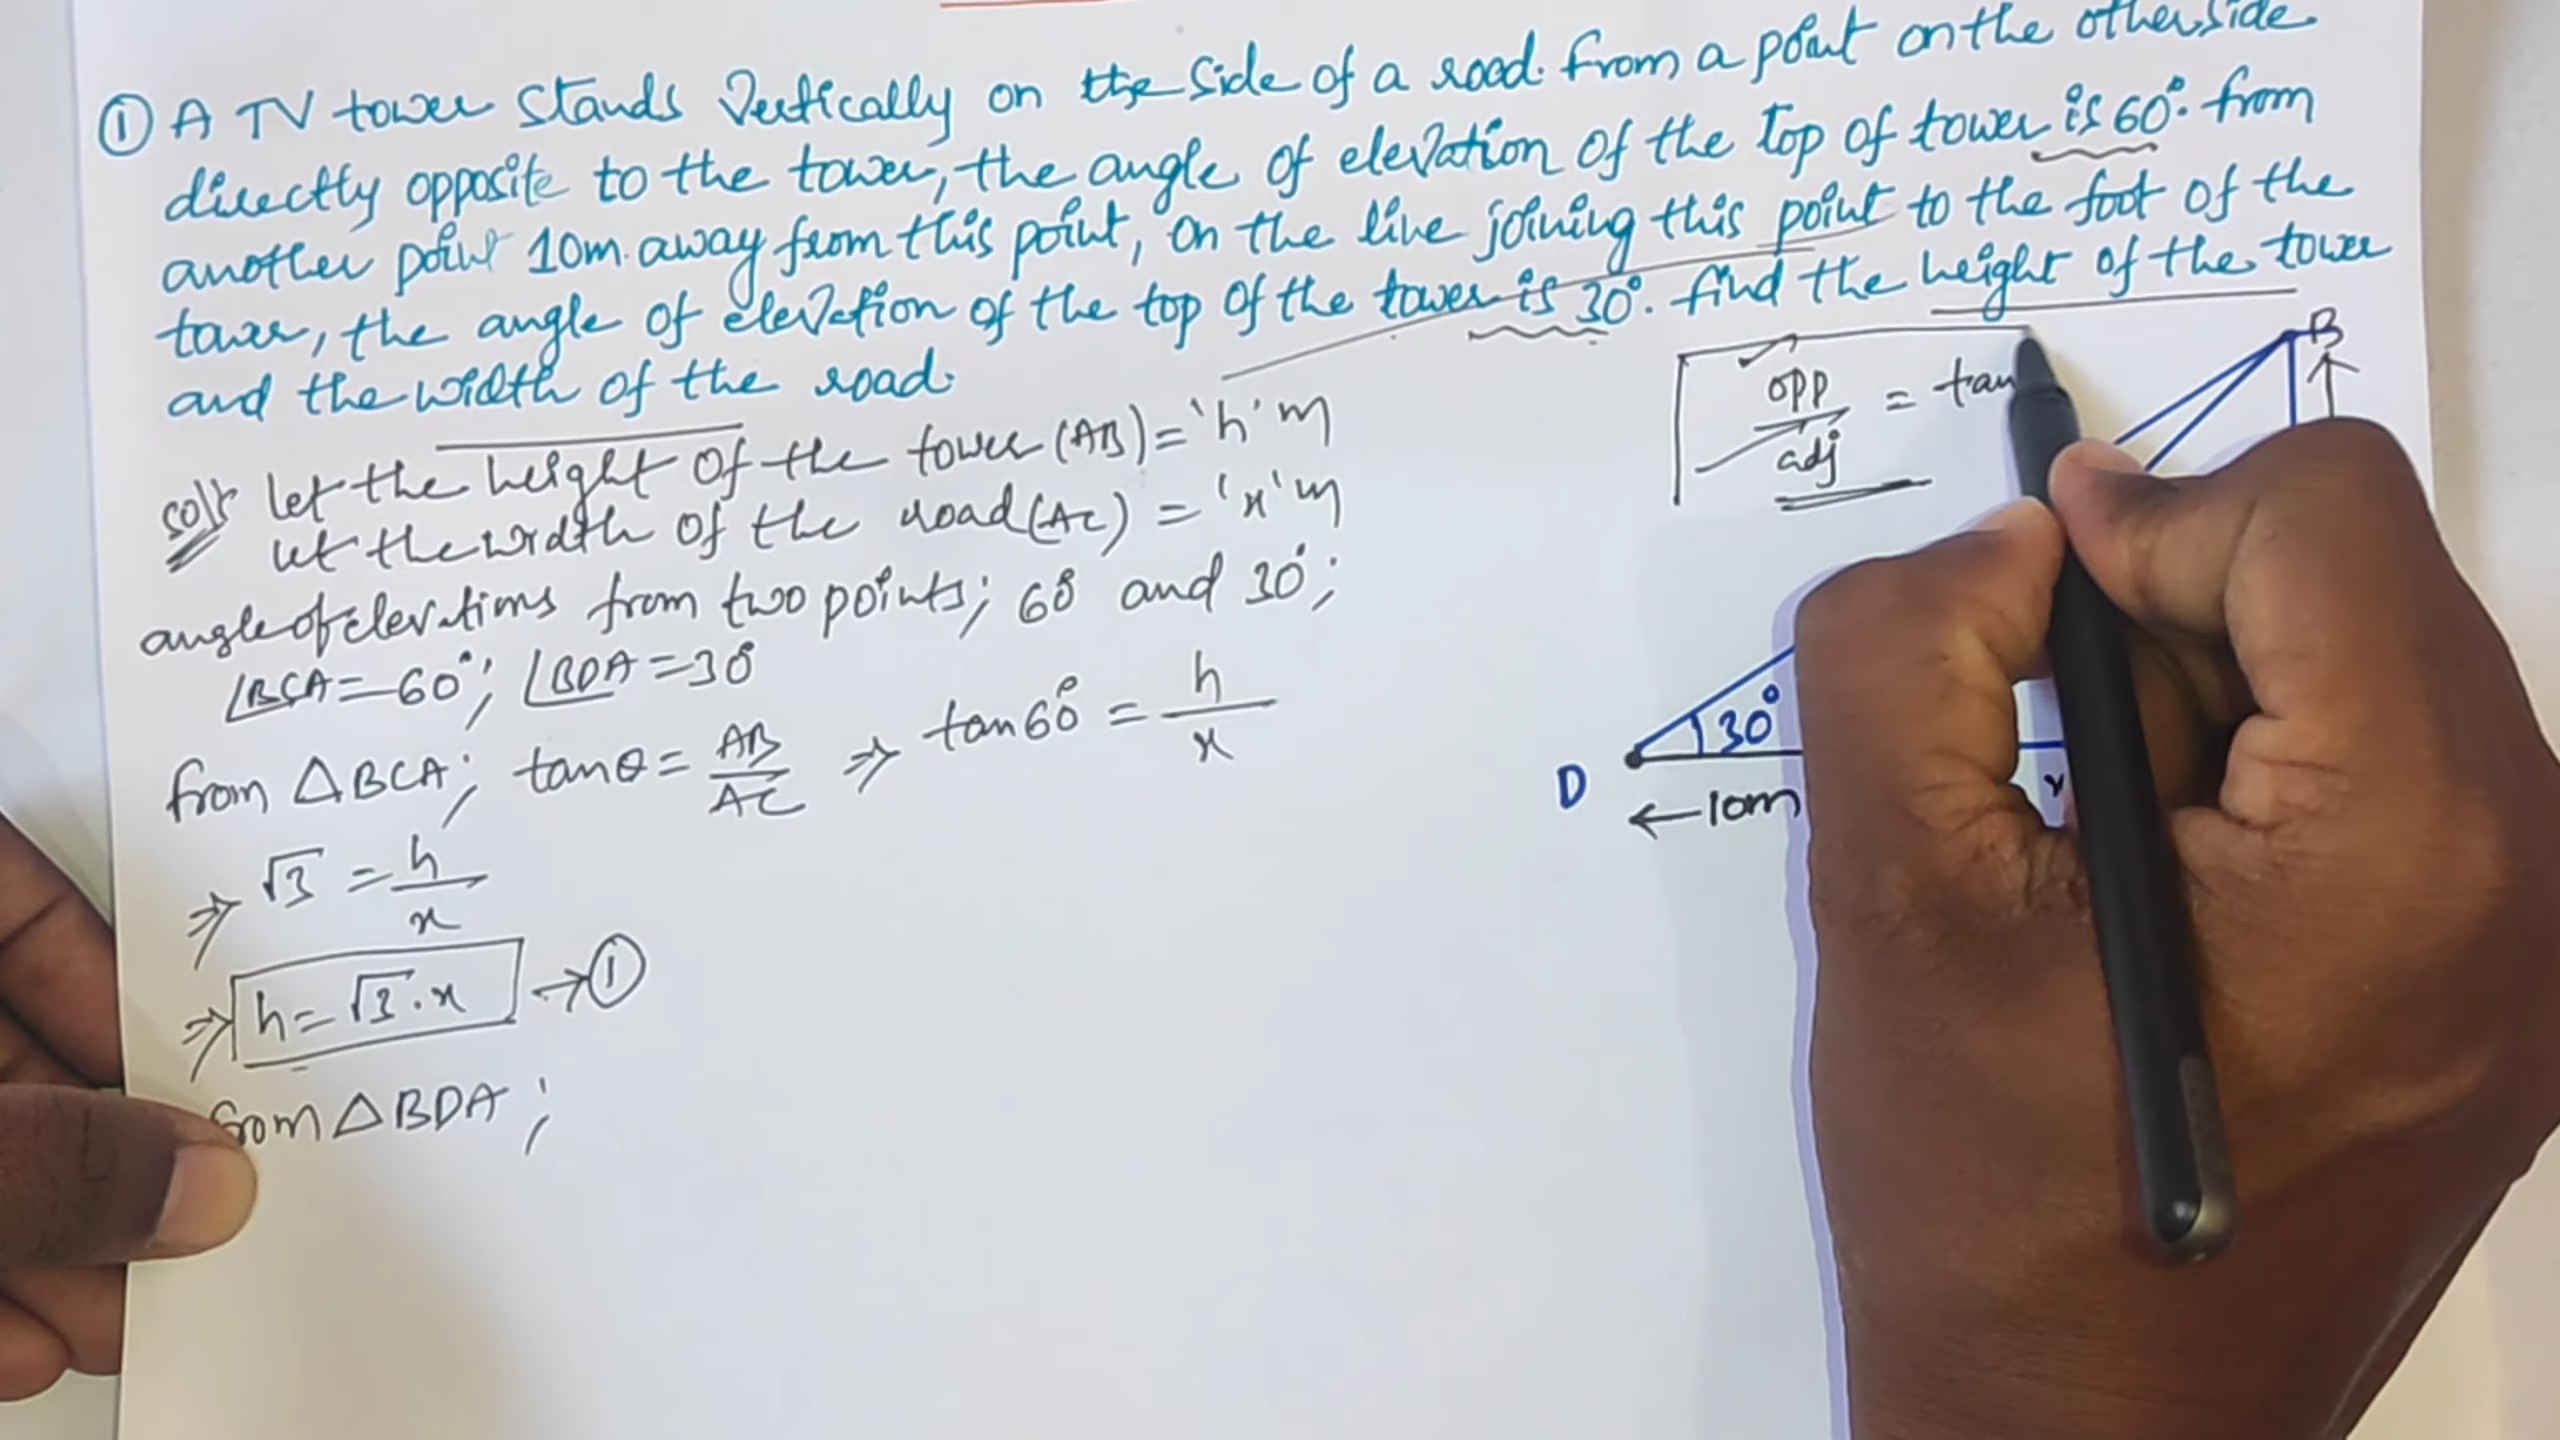 ① A TV tower stands Vertically on the side of a road. from a point on the other side
directly opposite to the tower, the angle of elevation of the top of tower is 60°. from
another point 10m away from this point, on the line joining this point to the foot of the
tower, the angle of elevation of the top of the tower is 30°. find the height of the tower
and the width of the road.
opp/adj = tan
B
Sol: let the height of the tower (AB) = 'h' m
let the width of the road (AC) = 'x' m
angle of elevations from two points; 60° and 30°;
∠BCA = 60°; ∠BDA = 30°
from △BCA; tanθ = AB/AC ⇒ tan60° = h/x
30°
D
←10m
x
⇒ √3 = h/x
⇒ h = √3.x → ①
from △BDA;